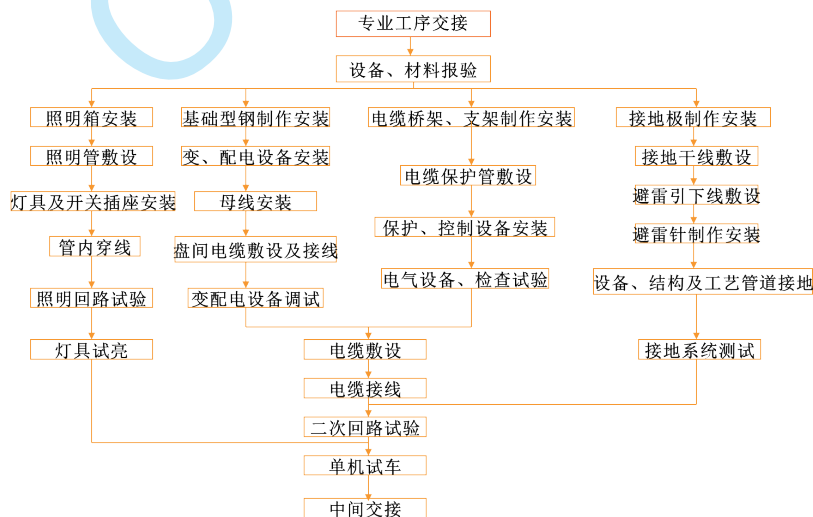 专业工序交接
设备、材料报验
照明箱安装
照明管敷设
灯具及开关插座安装
管内穿线
照明回路试验
灯具试亮
基础型钢制作安装
变、配电设备安装
母线安装
盘间电缆敷设及接线
变配电设备调试
电缆桥架、支架制作安装
电缆保护管敷设
保护、控制设备安装
电气设备、检查试验
接地极制作安装
接地干线敷设
避雷引下线敷设
避雷针制作安装
设备、结构及工艺管道接地
接地系统测试
电缆敷设
电缆接线
二次回路试验
单机试车
中间交接